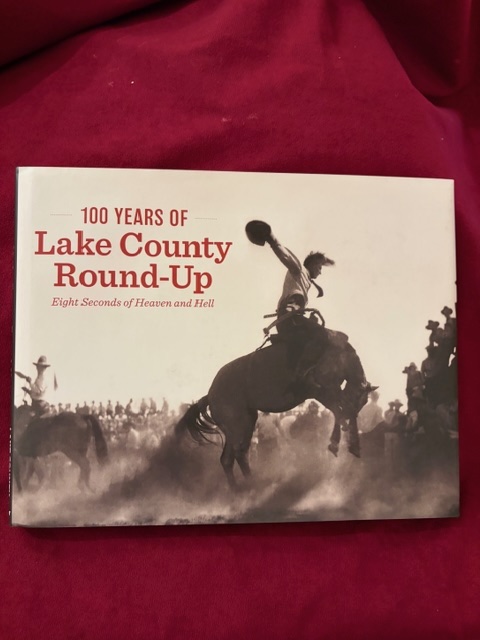 100 YEARS OF
Lake County
Round-Up
Eight Seconds of Heaven and Hell